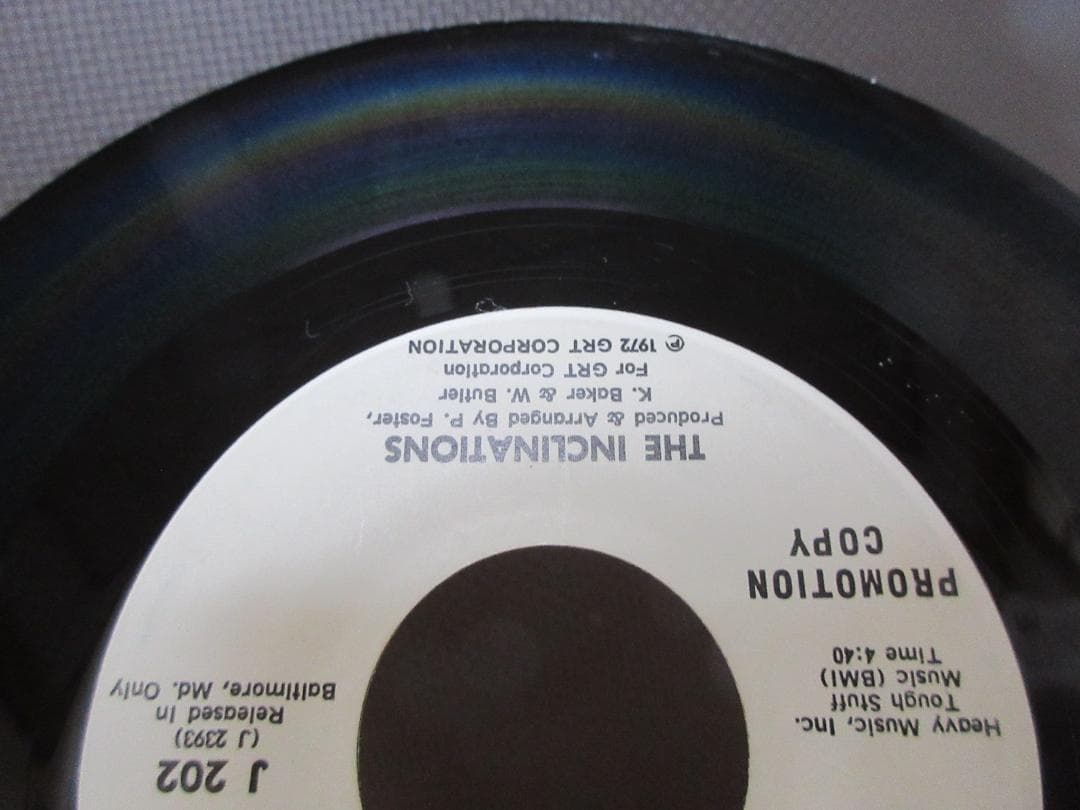 J 202
(J 2393)
Released In
Baltimore, Md. Only
Heavy Music, Inc.
Tough Stuff
Music (BMI)
Time 4:40
PROMOTION
COPY
THE INCLINATIONS
Produced & Arranged By P. Foster,
K. Baker & W. Butler
For GRT Corporation
℗ 1972 GRT CORPORATION